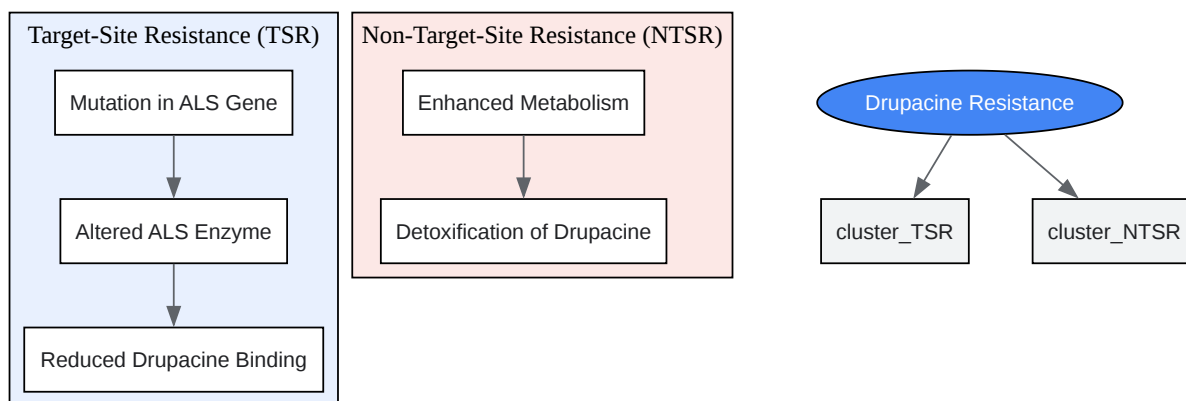 Target-Site Resistance (TSR)
Mutation in ALS Gene
Altered ALS Enzyme
Reduced Drupacine Binding
Non-Target-Site Resistance (NTSR)
Enhanced Metabolism
Detoxification of Drupacine
Drupacine Resistance
cluster_TSR
cluster_NTSR